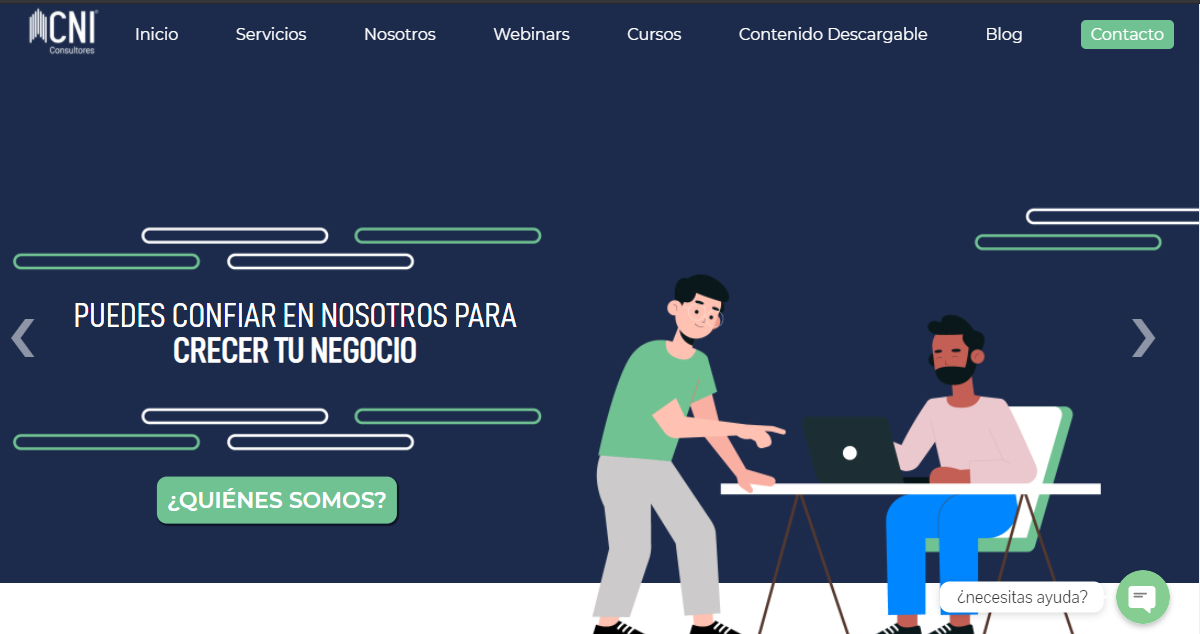 CNI
Consultores
Inicio Servicios Nosotros Webinars Cursos Contenido Descargable Blog Contacto
PUEDES CONFIAR EN NOSOTROS PARA
CRECER TU NEGOCIO
¿QUIÉNES SOMOS?
¿necesitas ayuda?